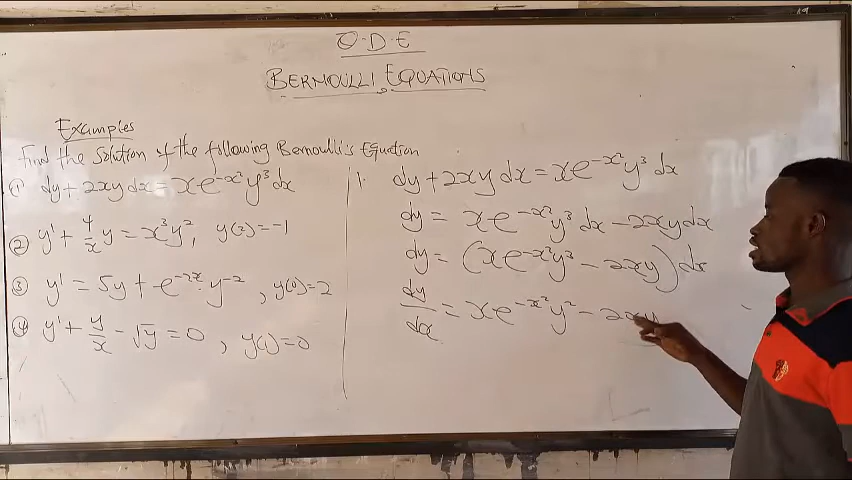 O.D.E
BERNOULLI EQUATIONS
Examples
Find the Solution of the following Bernoulli's Equation
① dy + 2xy dx = xe^{-x²}y³dx
② y' + 4/x y = x³y², y(2) = -1
③ y' = 5y + e^{-2x}y^{-2}, y(0) = 2
④ y' + y/x - √y = 0, y(1) = 0
1. dy + 2xy dx = xe^{-x²}y³ dx
dy = xe^{-x²}y³ dx - 2xy dx
dy = (xe^{-x²}y³ - 2xy) dx
dy/dx = xe^{-x²}y² - 2xy